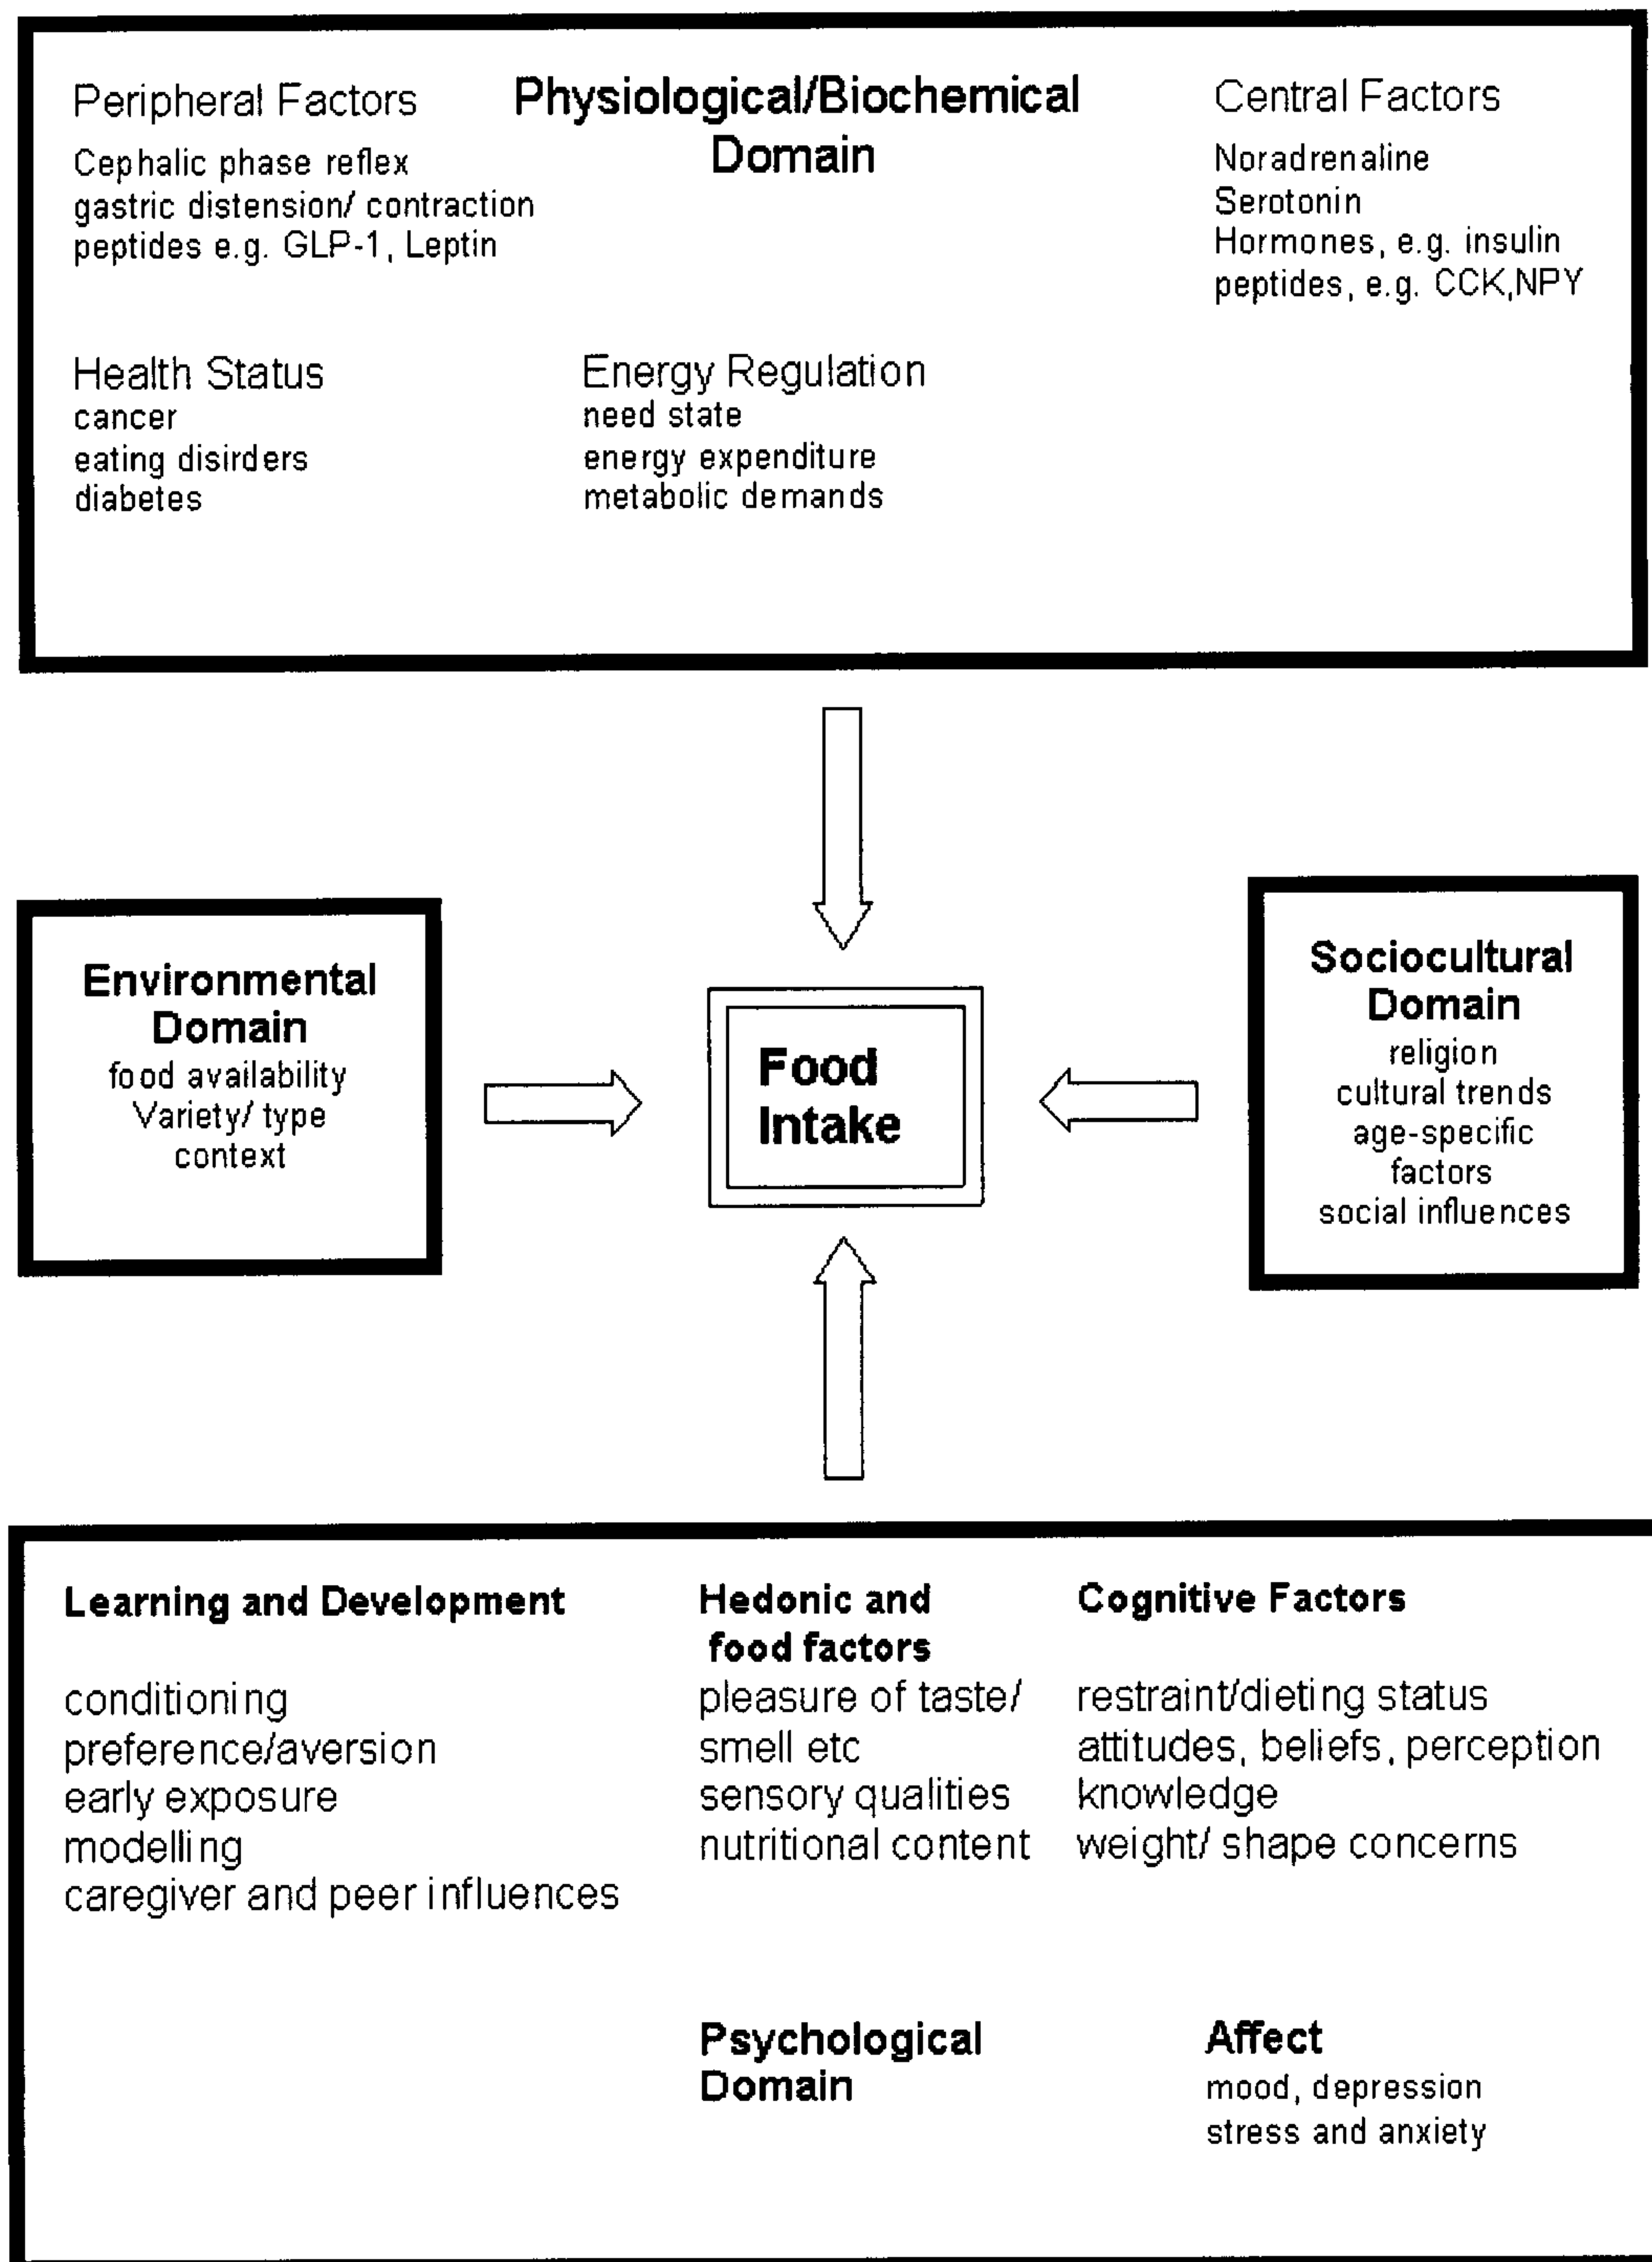 Peripheral Factors
Cephalic phase reflex
gastric distension/ contraction
peptides e.g. GLP-1, Leptin
Physiological/Biochemical
Domain
Central Factors
Noradrenaline
Serotonin
Hormones, e.g. insulin
peptides, e.g. CCK,NPY
Health Status
cancer
eating disirders
diabetes
Energy Regulation
need state
energy expenditure
metabolic demands
Environmental
Domain
food availability
Variety/ type
context
Food
Intake
Sociocultural
Domain
religion
cultural trends
age-specific
factors
social influences
Learning and Development
conditioning
preference/aversion
early exposure
modelling
caregiver and peer influences
Hedonic and
food factors
pleasure of taste/
smell etc
sensory qualities
nutritional content
Cognitive Factors
restraint/dieting status
attitudes, beliefs, perception
knowledge
weight/ shape concerns
Psychological
Domain
Affect
mood, depression
stress and anxiety